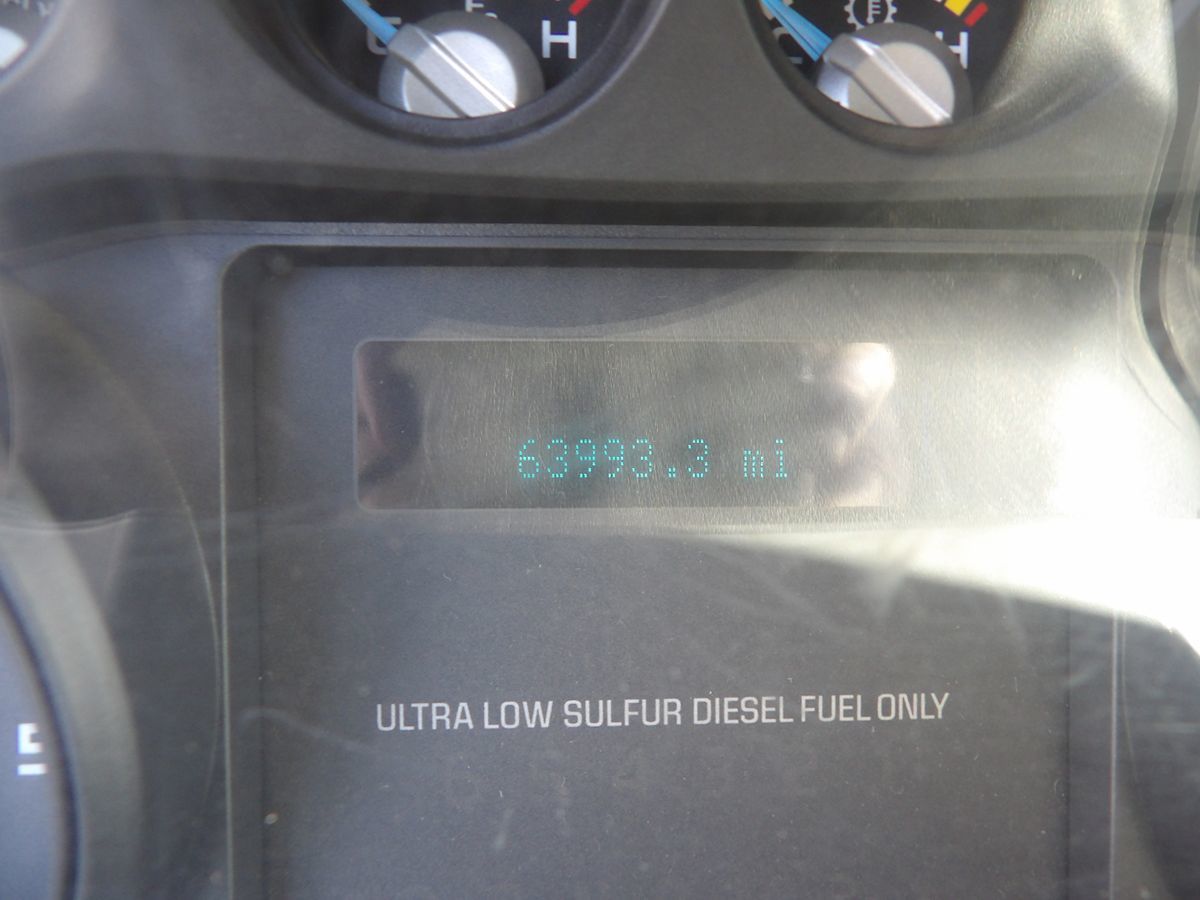 H
H
63993.3 mi
ULTRA LOW SULFUR DIESEL FUEL ONLY